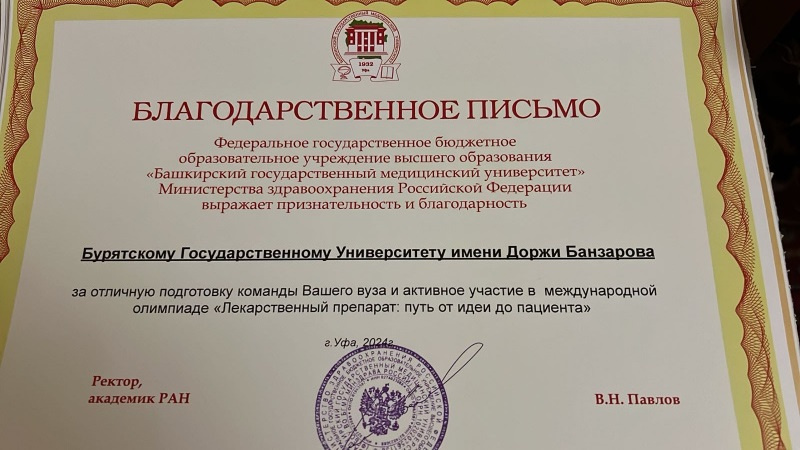 1932
Уфа
БЛАГОДАРСТВЕННОЕ ПИСЬМО
Федеральное государственное бюджетное
образовательное учреждение высшего образования
«Башкирский государственный медицинский университет»
Министерства здравоохранения Российской Федерации
выражает признательность и благодарность
Бурятскому Государственному Университету имени Доржи Банзарова
за отличную подготовку команды Вашего вуза и активное участие в международной
олимпиаде «Лекарственный препарат: путь от идеи до пациента»
г.Уфа, 2024г
Ректор,
академик РАН
В.Н. Павлов